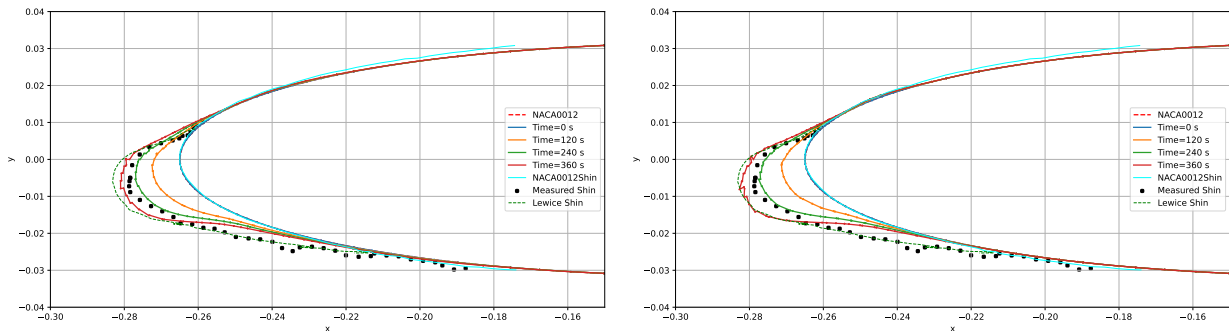 0.04
0.03
0.02
0.01
0.00
−0.01
−0.02
−0.03
−0.04
y
−0.30
−0.28
−0.26
−0.24
−0.22
−0.20
−0.18
−0.16
x
NACA0012
Time=0 s
Time=120 s
Time=240 s
Time=360 s
NACA0012Shin
Measured Shin
Lewice Shin
0.04
0.03
0.02
0.01
0.00
−0.01
−0.02
−0.03
−0.04
y
−0.30
−0.28
−0.26
−0.24
−0.22
−0.20
−0.18
−0.16
x
NACA0012
Time=0 s
Time=120 s
Time=240 s
Time=360 s
NACA0012Shin
Measured Shin
Lewice Shin